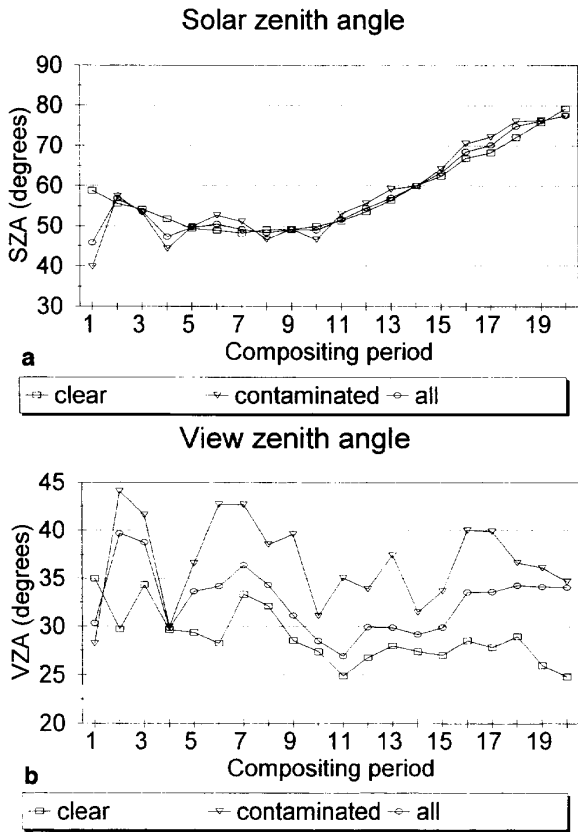 Solar zenith angle
SZA (degrees)
90
80
70
60
50
40
30
1 3 5 7 9 11 13 15 17 19
Compositing period
a
clear contaminated all
View zenith angle
VZA (degrees)
45
40
35
30
25
20
1 3 5 7 9 11 13 15 17 19
Compositing period
b
clear contaminated all